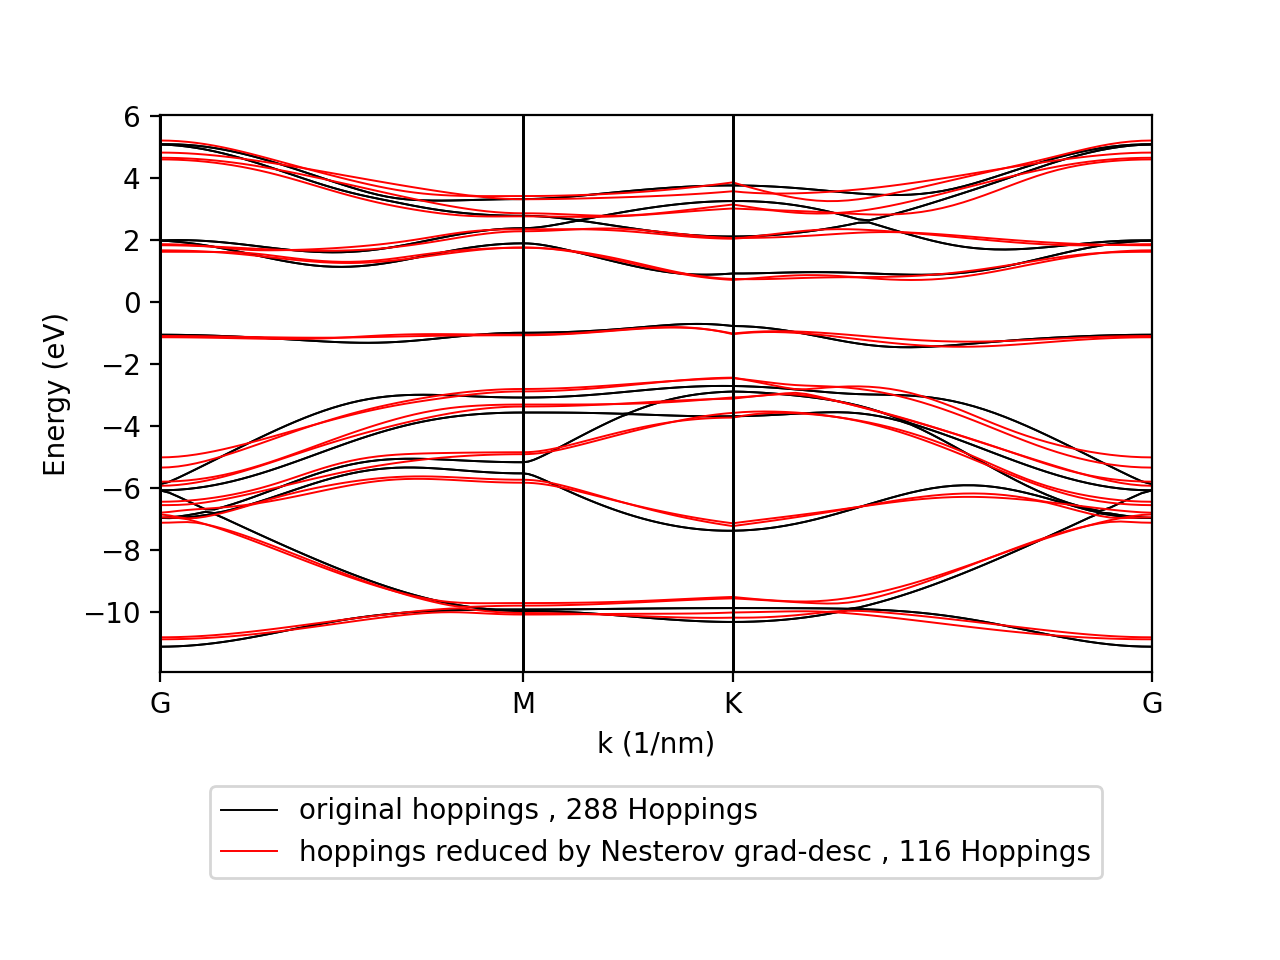 6
4
2
0
−2
−4
−6
−8
−10
Energy (eV)
G M K G
k (1/nm)
original hoppings , 288 Hoppings
hoppings reduced by Nesterov grad-desc , 116 Hoppings